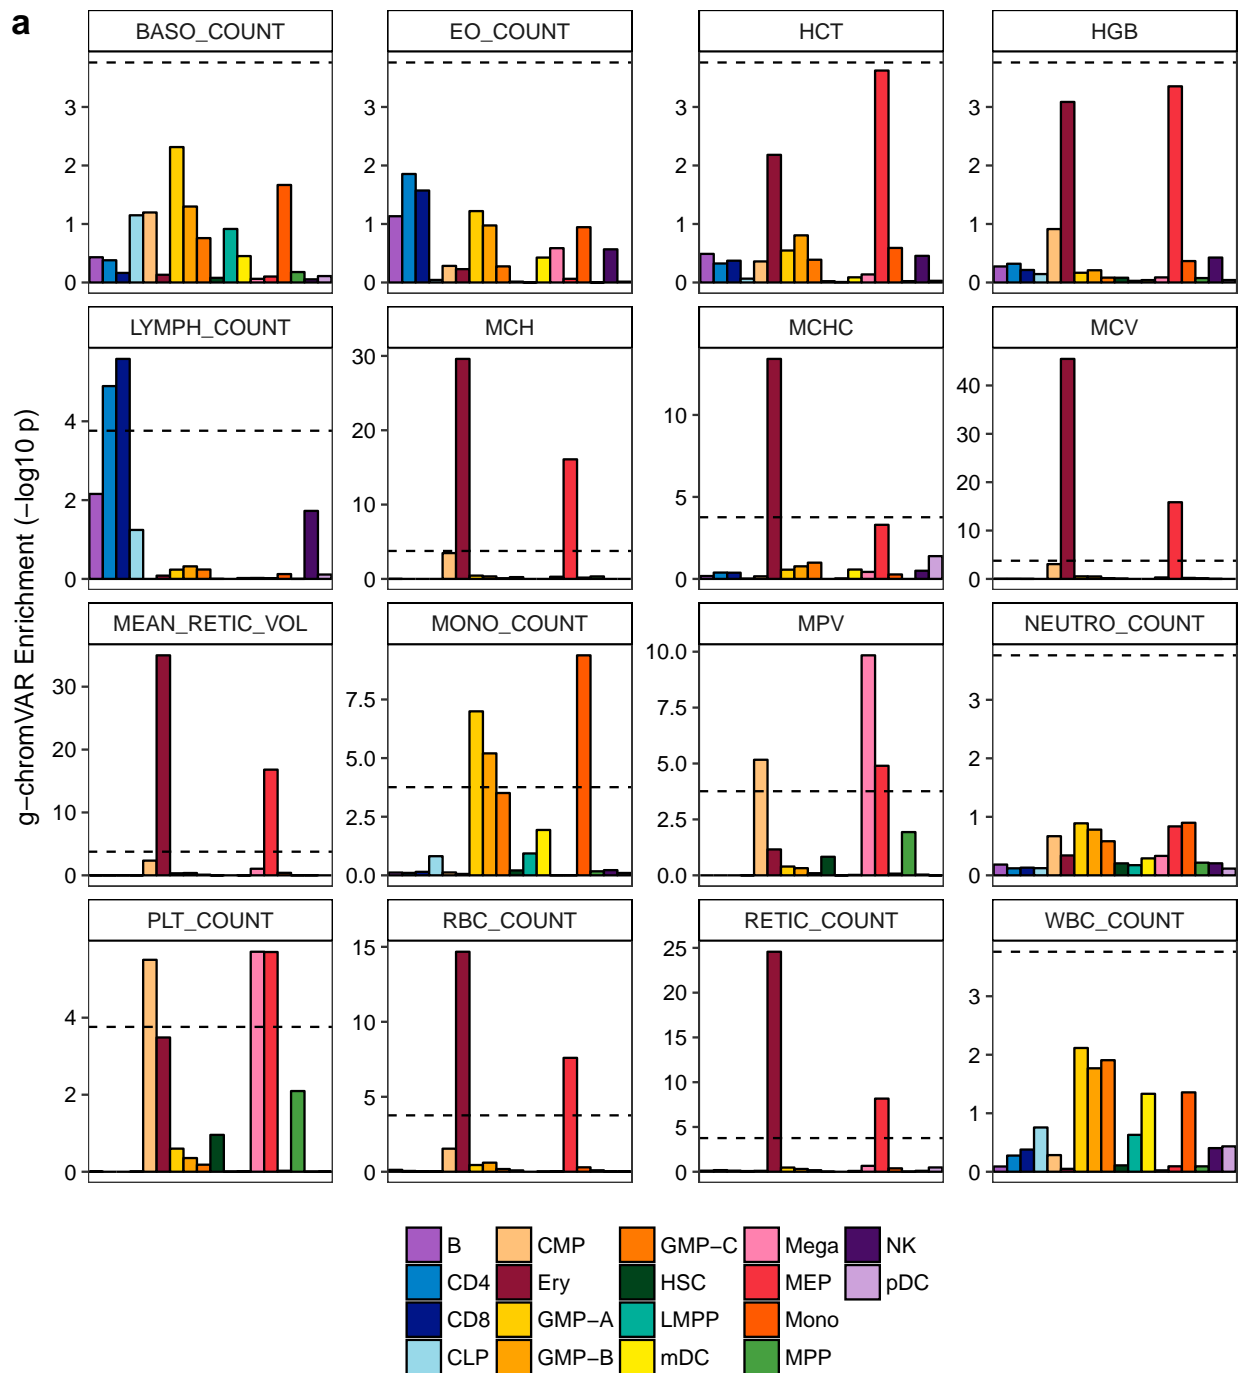 a
BASO_COUNT EO_COUNT HCT HGB
3 3 3 3
2 2 2 2
1 1 1 1
0 0 0 0
LYMPH_COUNT MCH MCHC MCV
4 2 0
30 20 10 0
10 5 0
40 30 20 10 0
g−chromVAR Enrichment (−log10 p)
MEAN_RETIC_VOL MONO_COUNT MPV NEUTRO_COUNT
30 20 10 0
7.5 5.0 2.5 0.0
10.0 7.5 5.0 2.5 0.0
3 2 1 0
PLT_COUNT RBC_COUNT RETIC_COUNT WBC_COUNT
4 2 0
15 10 5 0
25 20 15 10 5 0
3 2 1 0
B CMP GMP−C Mega NK
CD4 Ery HSC MEP pDC
CD8 GMP−A LMPP Mono
CLP GMP−B mDC MPP